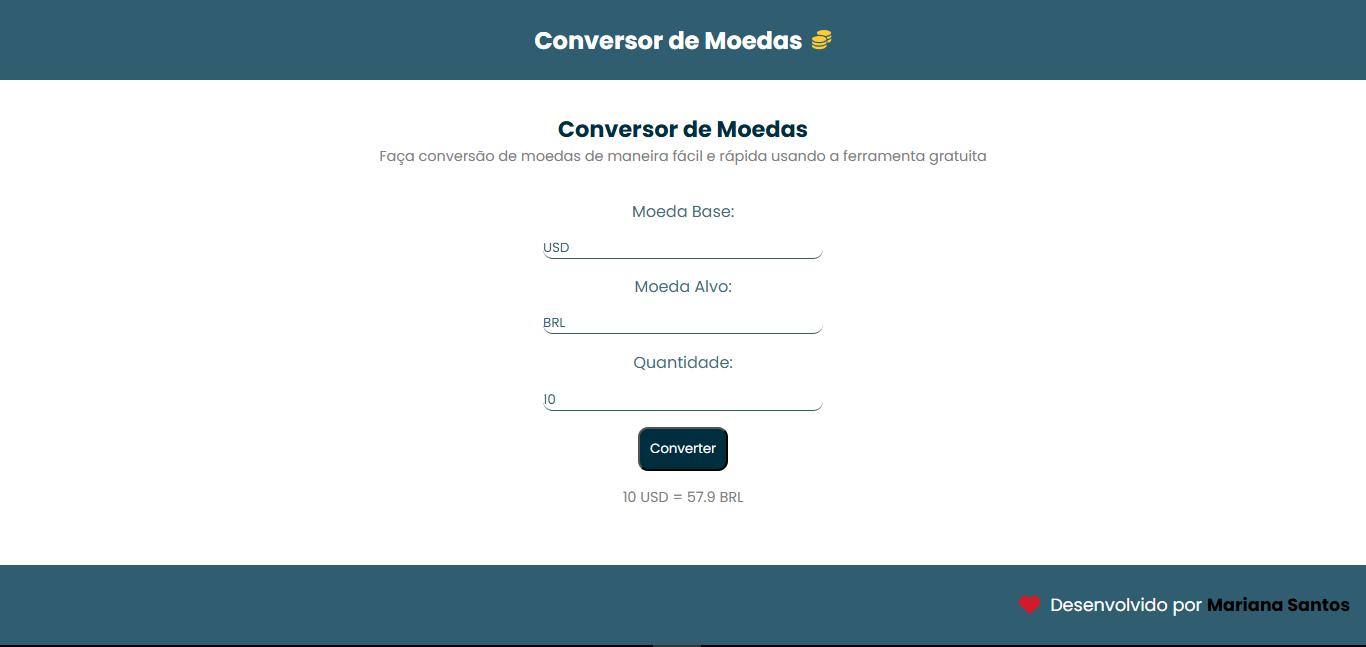 Conversor de Moedas
Conversor de Moedas
Faça conversão de moedas de maneira fácil e rápida usando a ferramenta gratuita
Moeda Base:
USD
Moeda Alvo:
BRL
Quantidade:
10
Converter
10 USD = 57.9 BRL
Desenvolvido por Mariana Santos